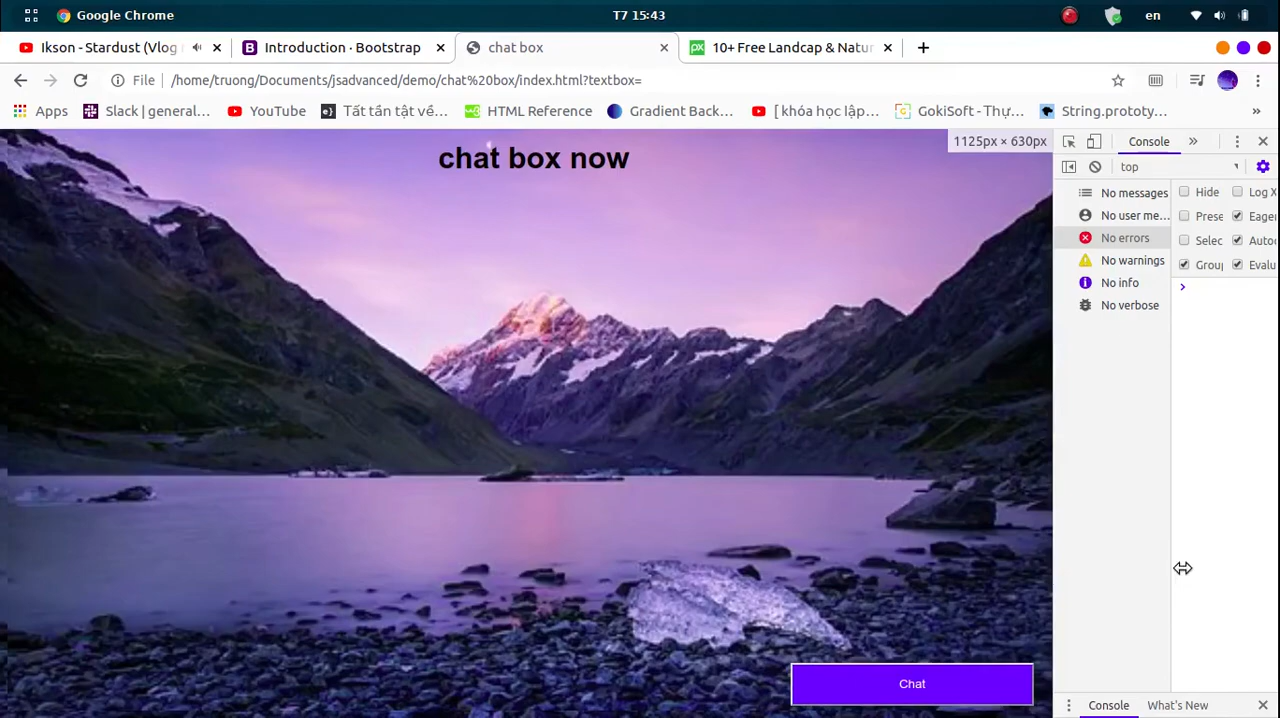 Google Chrome T7 15:43 en
Ikson - Stardust (Vlog Introduction · Bootstrap chat box 10+ Free Landcap & Natur
File /home/truong/Documents/jsadvanced/demo/chat%20box/index.html?textbox=
Apps Slack | general... YouTube Tất tần tật về... HTML Reference Gradient Back... [ khóa học lập... GokiSoft - Thự... String.prototy... »
chat box now
1125px × 630px
Console »
top
No messages
No user me...
No errors
No warnings
No info
No verbose
Hide Log X
Prese Eager
Selec Auto
Group Evalu
Chat
Console What's New